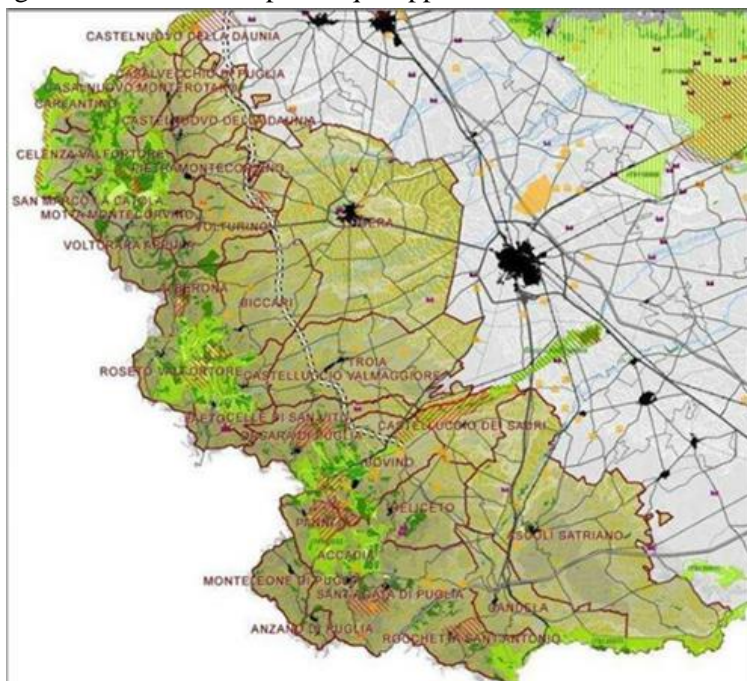 CASTELNUOVO DELLA DAUNIA
CASALVECCHIO DI PUGLIA
CASALNUOVO MONTEROTARO
CARLANTINO
CASTELNUOVO DELLA DAUNIA
CELENZA VALFORTORE
PIETRAMONTECORVINO
SAN MARCO LA CATOLA
MOTTA MONTECORVINO
VOLTURINO
LUCERA
VOLTURARA APPULA
ALBERONA
BICCARI
TROIA
ROSETO VALFORTORE
CASTELLUCCIO VALMAGGIORE
FAETO
CELLE DI SAN VITO
CASTELLUCCIO DEI SAURI
ORSARA DI PUGLIA
BOVINO
DELICETO
PANNI
ASCOLI SATRIANO
ACCADIA
MONTELEONE DI PUGLIA
SANT'AGATA DI PUGLIA
CANDELA
ANZANO DI PUGLIA
ROCCHETTA SANT'ANTONIO